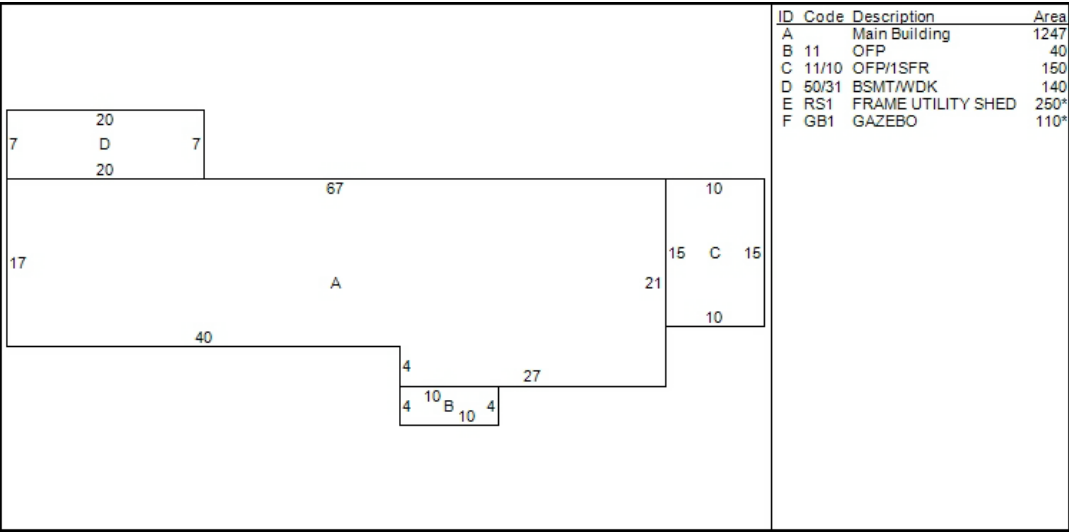 ID Code Description Area
A Main Building 1247
B 11 OFP 40
C 11/10 OFP/1SFR 150
D 50/31 BSMT/WDK 140
E RS1 FRAME UTILITY SHED 250*
F GB1 GAZEBO 110*
20
7 D 7
20
67 10
17 A 21 15 C 15
10
40
4
27
4 10 B 10 4